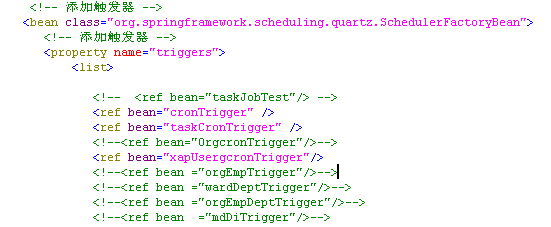 <!-- 添加触发器 -->
<bean class="org.springframework.scheduling.quartz.SchedulerFactoryBean">
<!-- 添加触发器 -->
<property name="triggers">
<list>
<!--  <ref bean="taskJobTest"/> -->
<ref bean="cronTrigger" />
<ref bean="taskCronTrigger" />
<!--<ref bean="OrgcronTrigger"/>-->
<ref bean="xapUsergcronTrigger"/>
<!--<ref bean ="orgEmpTrigger"/>-->
<!--<ref bean ="wardDeptTrigger"/>-->
<!--<ref bean ="orgEmpDeptTrigger"/>-->
<!--<ref bean  ="mdDiTrigger"/>-->